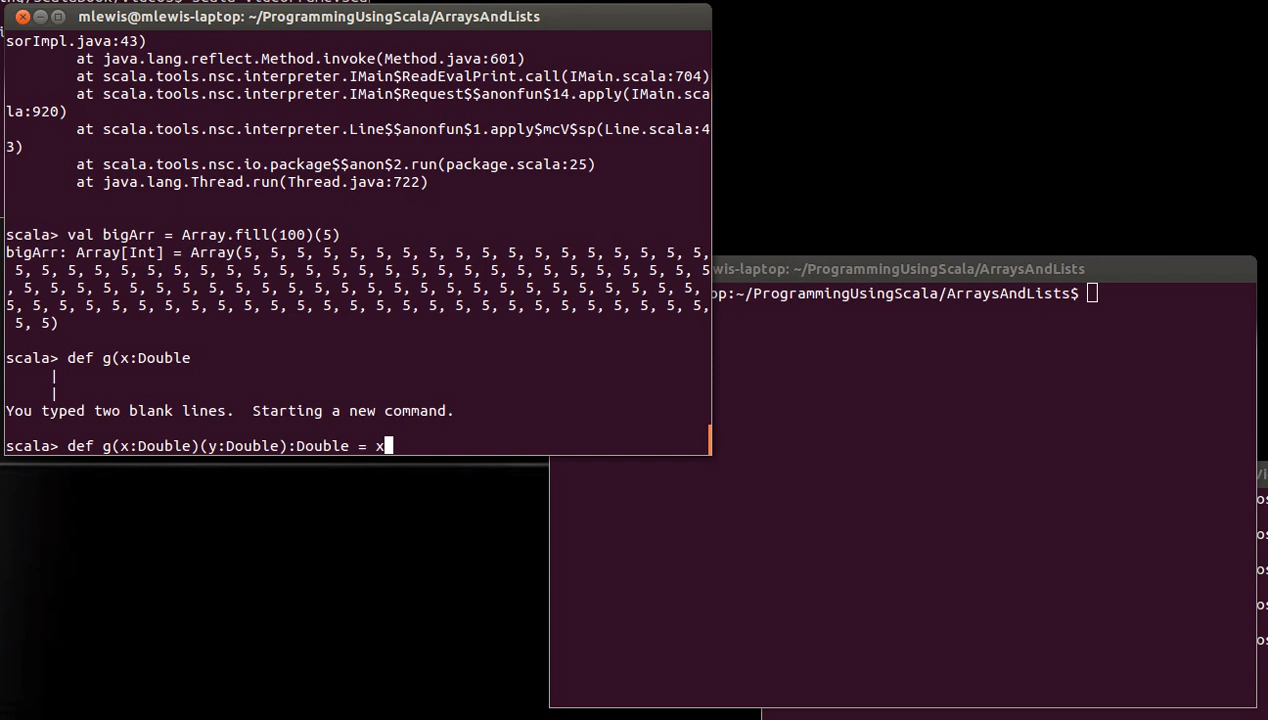 mlewis@mlewis-laptop: ~/ProgrammingUsingScala/ArraysAndLists
sorImpl.java:43)
at java.lang.reflect.Method.invoke(Method.java:601)
at scala.tools.nsc.interpreter.IMain$ReadEvalPrint.call(IMain.scala:704)
at scala.tools.nsc.interpreter.IMain$Request$$anonfun$14.apply(IMain.sca
la:920)
at scala.tools.nsc.interpreter.Line$$anonfun$1.apply$mcV$sp(Line.scala:4
3)
at scala.tools.nsc.io.package$$anon$2.run(package.scala:25)
at java.lang.Thread.run(Thread.java:722)
scala> val bigArr = Array.fill(100)(5)
bigArr: Array[Int] = Array(5, 5, 5, 5, 5, 5, 5, 5, 5, 5, 5, 5, 5, 5, 5, 5, 5, 5,
5, 5, 5, 5, 5, 5, 5, 5, 5, 5, 5, 5, 5, 5, 5, 5, 5, 5, 5, 5, 5, 5, 5, 5, 5, 5, 5
, 5, 5, 5, 5, 5, 5, 5, 5, 5, 5, 5, 5, 5, 5, 5, 5, 5, 5, 5, 5, 5, 5, 5, 5, 5, 5,
5, 5, 5, 5, 5, 5, 5, 5, 5, 5, 5, 5, 5, 5, 5, 5, 5, 5, 5, 5, 5, 5, 5, 5, 5, 5, 5,
5, 5)
scala> def g(x:Double
|
|
You typed two blank lines.  Starting a new command.
scala> def g(x:Double)(y:Double):Double = x
wis-laptop: ~/ProgrammingUsingScala/ArraysAndLists
op:~/ProgrammingUsingScala/ArraysAndLists$